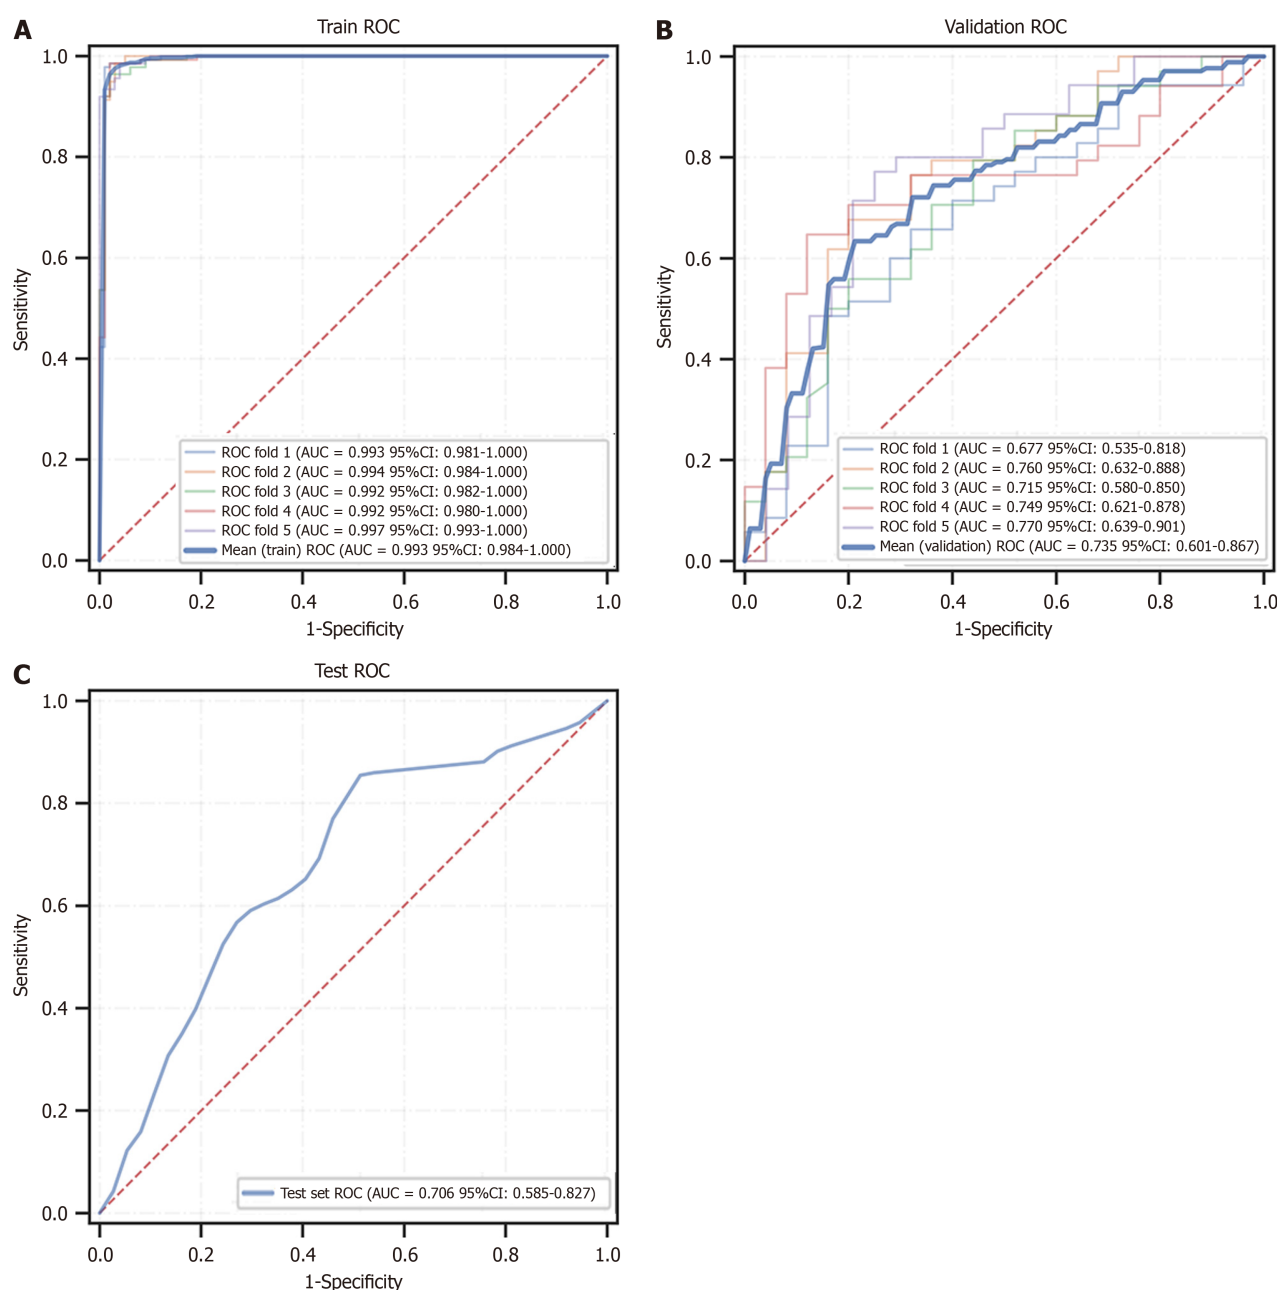 A
Train ROC
1.0
0.8
0.6
0.4
0.2
0.0
Sensitivity
ROC fold 1 (AUC = 0.993 95%CI: 0.981-1.000)
ROC fold 2 (AUC = 0.994 95%CI: 0.984-1.000)
ROC fold 3 (AUC = 0.992 95%CI: 0.982-1.000)
ROC fold 4 (AUC = 0.992 95%CI: 0.980-1.000)
ROC fold 5 (AUC = 0.997 95%CI: 0.993-1.000)
Mean (train) ROC (AUC = 0.993 95%CI: 0.984-1.000)
0.0 0.2 0.4 0.6 0.8 1.0
1-Specificity
B
Validation ROC
1.0
0.8
0.6
0.4
0.2
0.0
Sensitivity
ROC fold 1 (AUC = 0.677 95%CI: 0.535-0.818)
ROC fold 2 (AUC = 0.760 95%CI: 0.632-0.888)
ROC fold 3 (AUC = 0.715 95%CI: 0.580-0.850)
ROC fold 4 (AUC = 0.749 95%CI: 0.621-0.878)
ROC fold 5 (AUC = 0.770 95%CI: 0.639-0.901)
Mean (validation) ROC (AUC = 0.735 95%CI: 0.601-0.867)
0.0 0.2 0.4 0.6 0.8 1.0
1-Specificity
C
Test ROC
1.0
0.8
0.6
0.4
0.2
0.0
Sensitivity
Test set ROC (AUC = 0.706 95%CI: 0.585-0.827)
0.0 0.2 0.4 0.6 0.8 1.0
1-Specificity